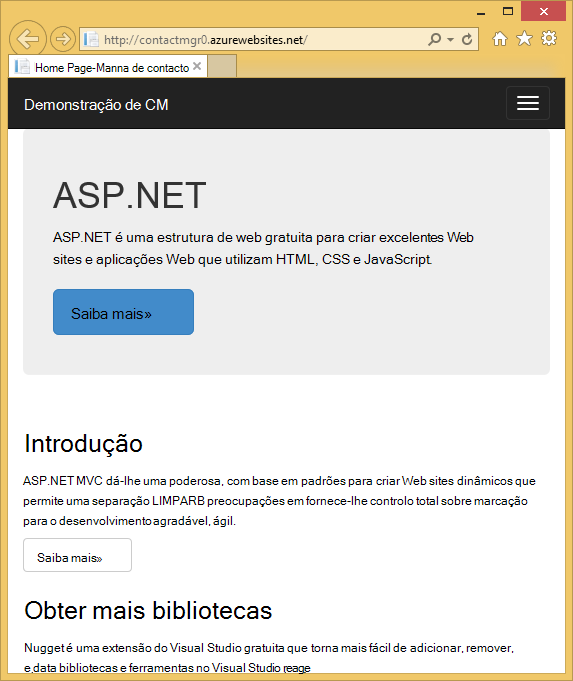 http://contactmgr0.azurewebsites.net/
Home Page-Manna de contacto
Demonstração de CM
ASP.NET
ASP.NET é uma estrutura de web gratuita para criar excelentes Web
sites e aplicações Web que utilizam HTML, CSS e JavaScript.
Saiba mais»
Introdução
ASP.NET MVC dá-lhe uma poderosa, com base em padrões para criar Web sites dinâmicos que
permite uma separação LIMPARB preocupações em fornece-lhe controlo total sobre marcação
para o desenvolvimento agradável, ágil.
Saiba mais»
Obter mais bibliotecas
Nugget é uma extensão do Visual Studio gratuita que torna mais fácil de adicionar, remover,
e,data bibliotecas e ferramentas no Visual Studio reage